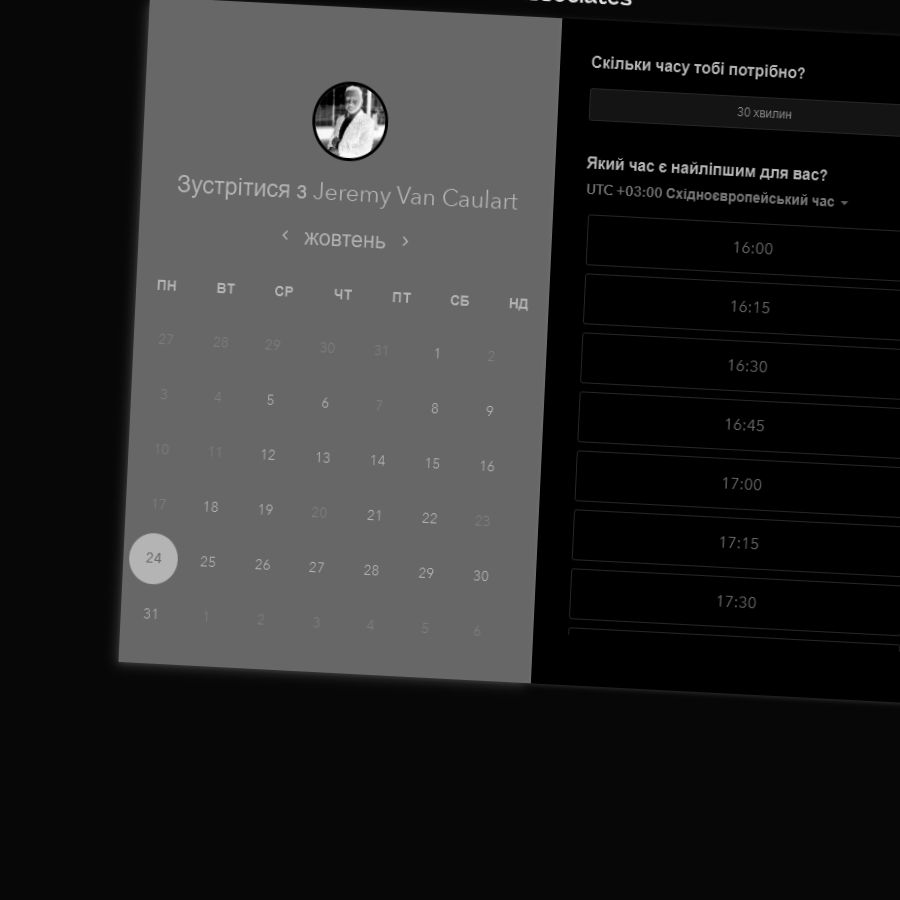 Зустрітися з Jeremy Van Caulart
‹ жовтень ›
ПН ВТ СР ЧТ ПТ СБ НД
27 28 29 30 31 1 2
3 4 5 6 7 8 9
10 11 12 13 14 15 16
17 18 19 20 21 22 23
24 25 26 27 28 29 30
31 1 2 3 4 5 6
Скільки часу тобі потрібно?
30 хвилин
Який час є найліпшим для вас?
UTC +03:00 Східноєвропейський час
16:00
16:15
16:30
16:45
17:00
17:15
17:30